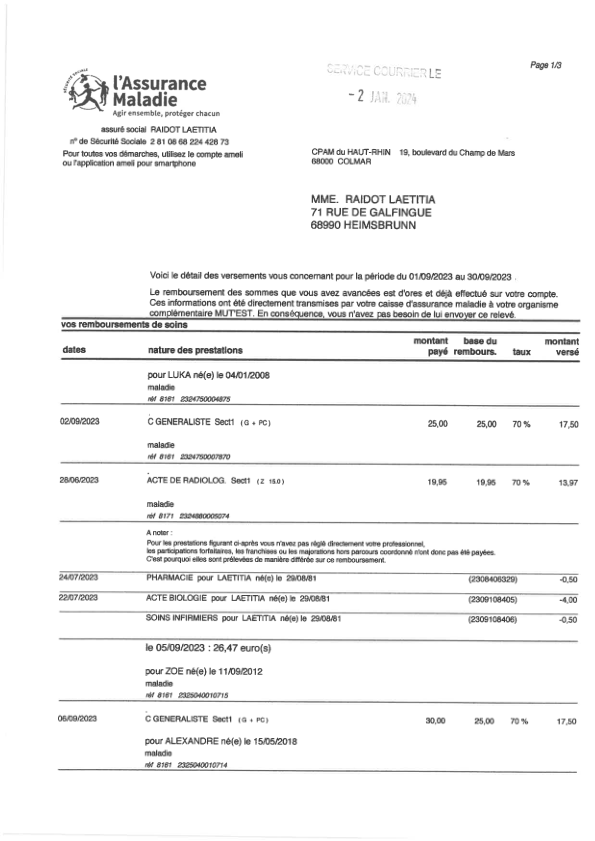 SERVICE COURRIER LE
Page 1/3
SÉCURITÉ SOCIALE
l'Assurance
Maladie
Agir ensemble, protéger chacun
- 2 JAN. 2024
assuré social RAIDOT LAETITIA
n° de Sécurité Sociale 2 81 08 68 224 428 73
Pour toutes vos démarches, utilisez le compte ameli
ou l'application ameli pour smartphone
CPAM du HAUT-RHIN 19, boulevard du Champ de Mars
68000 COLMAR
MME. RAIDOT LAETITIA
71 RUE DE GALFINGUE
68990 HEIMSBRUNN
Voici le détail des versements vous concernant pour la période du 01/09/2023 au 30/09/2023 .
Le remboursement des sommes que vous avez avancées est d'ores et déjà effectué sur votre compte.
Ces informations ont été directement transmises par votre caisse d'assurance maladie à votre organisme
complémentaire MUT'EST. En conséquence, vous n'avez pas besoin de lui envoyer ce relevé.
vos remboursements de soins
dates nature des prestations montant payé base du rembours. taux montant versé
pour LUKA né(e) le 04/01/2008
maladie
réf 8161 2324750004875
02/09/2023 C GENERALISTE Sect1 (G + PC) 25,00 25,00 70 % 17,50
maladie
réf 8161 2324750007870
28/06/2023 ACTE DE RADIOLOG. Sect1 (Z 15.0) 19,95 19,95 70 % 13,97
maladie
réf 8171 2324880005074
A noter :
Pour les prestations figurant ci-après vous n'avez pas réglé directement votre professionnel,
les participations forfaitaires, les franchises ou les majorations hors parcours coordonné n'ont donc pas été payées.
C'est pourquoi elles sont prélevées de manière différée sur ce remboursement.
24/07/2023 PHARMACIE pour LAETITIA né(e) le 29/08/81 (2308406329) -0,50
22/07/2023 ACTE BIOLOGIE pour LAETITIA né(e) le 29/08/81 (2309108405) -4,00
SOINS INFIRMIERS pour LAETITIA né(e) le 29/08/81 (2309108406) -0,50
le 05/09/2023 : 26,47 euro(s)
pour ZOE né(e) le 11/09/2012
maladie
réf 8161 2325040010715
06/09/2023 C GENERALISTE Sect1 (G + PC) 30,00 25,00 70 % 17,50
pour ALEXANDRE né(e) le 15/05/2018
maladie
réf 8161 2325040010714